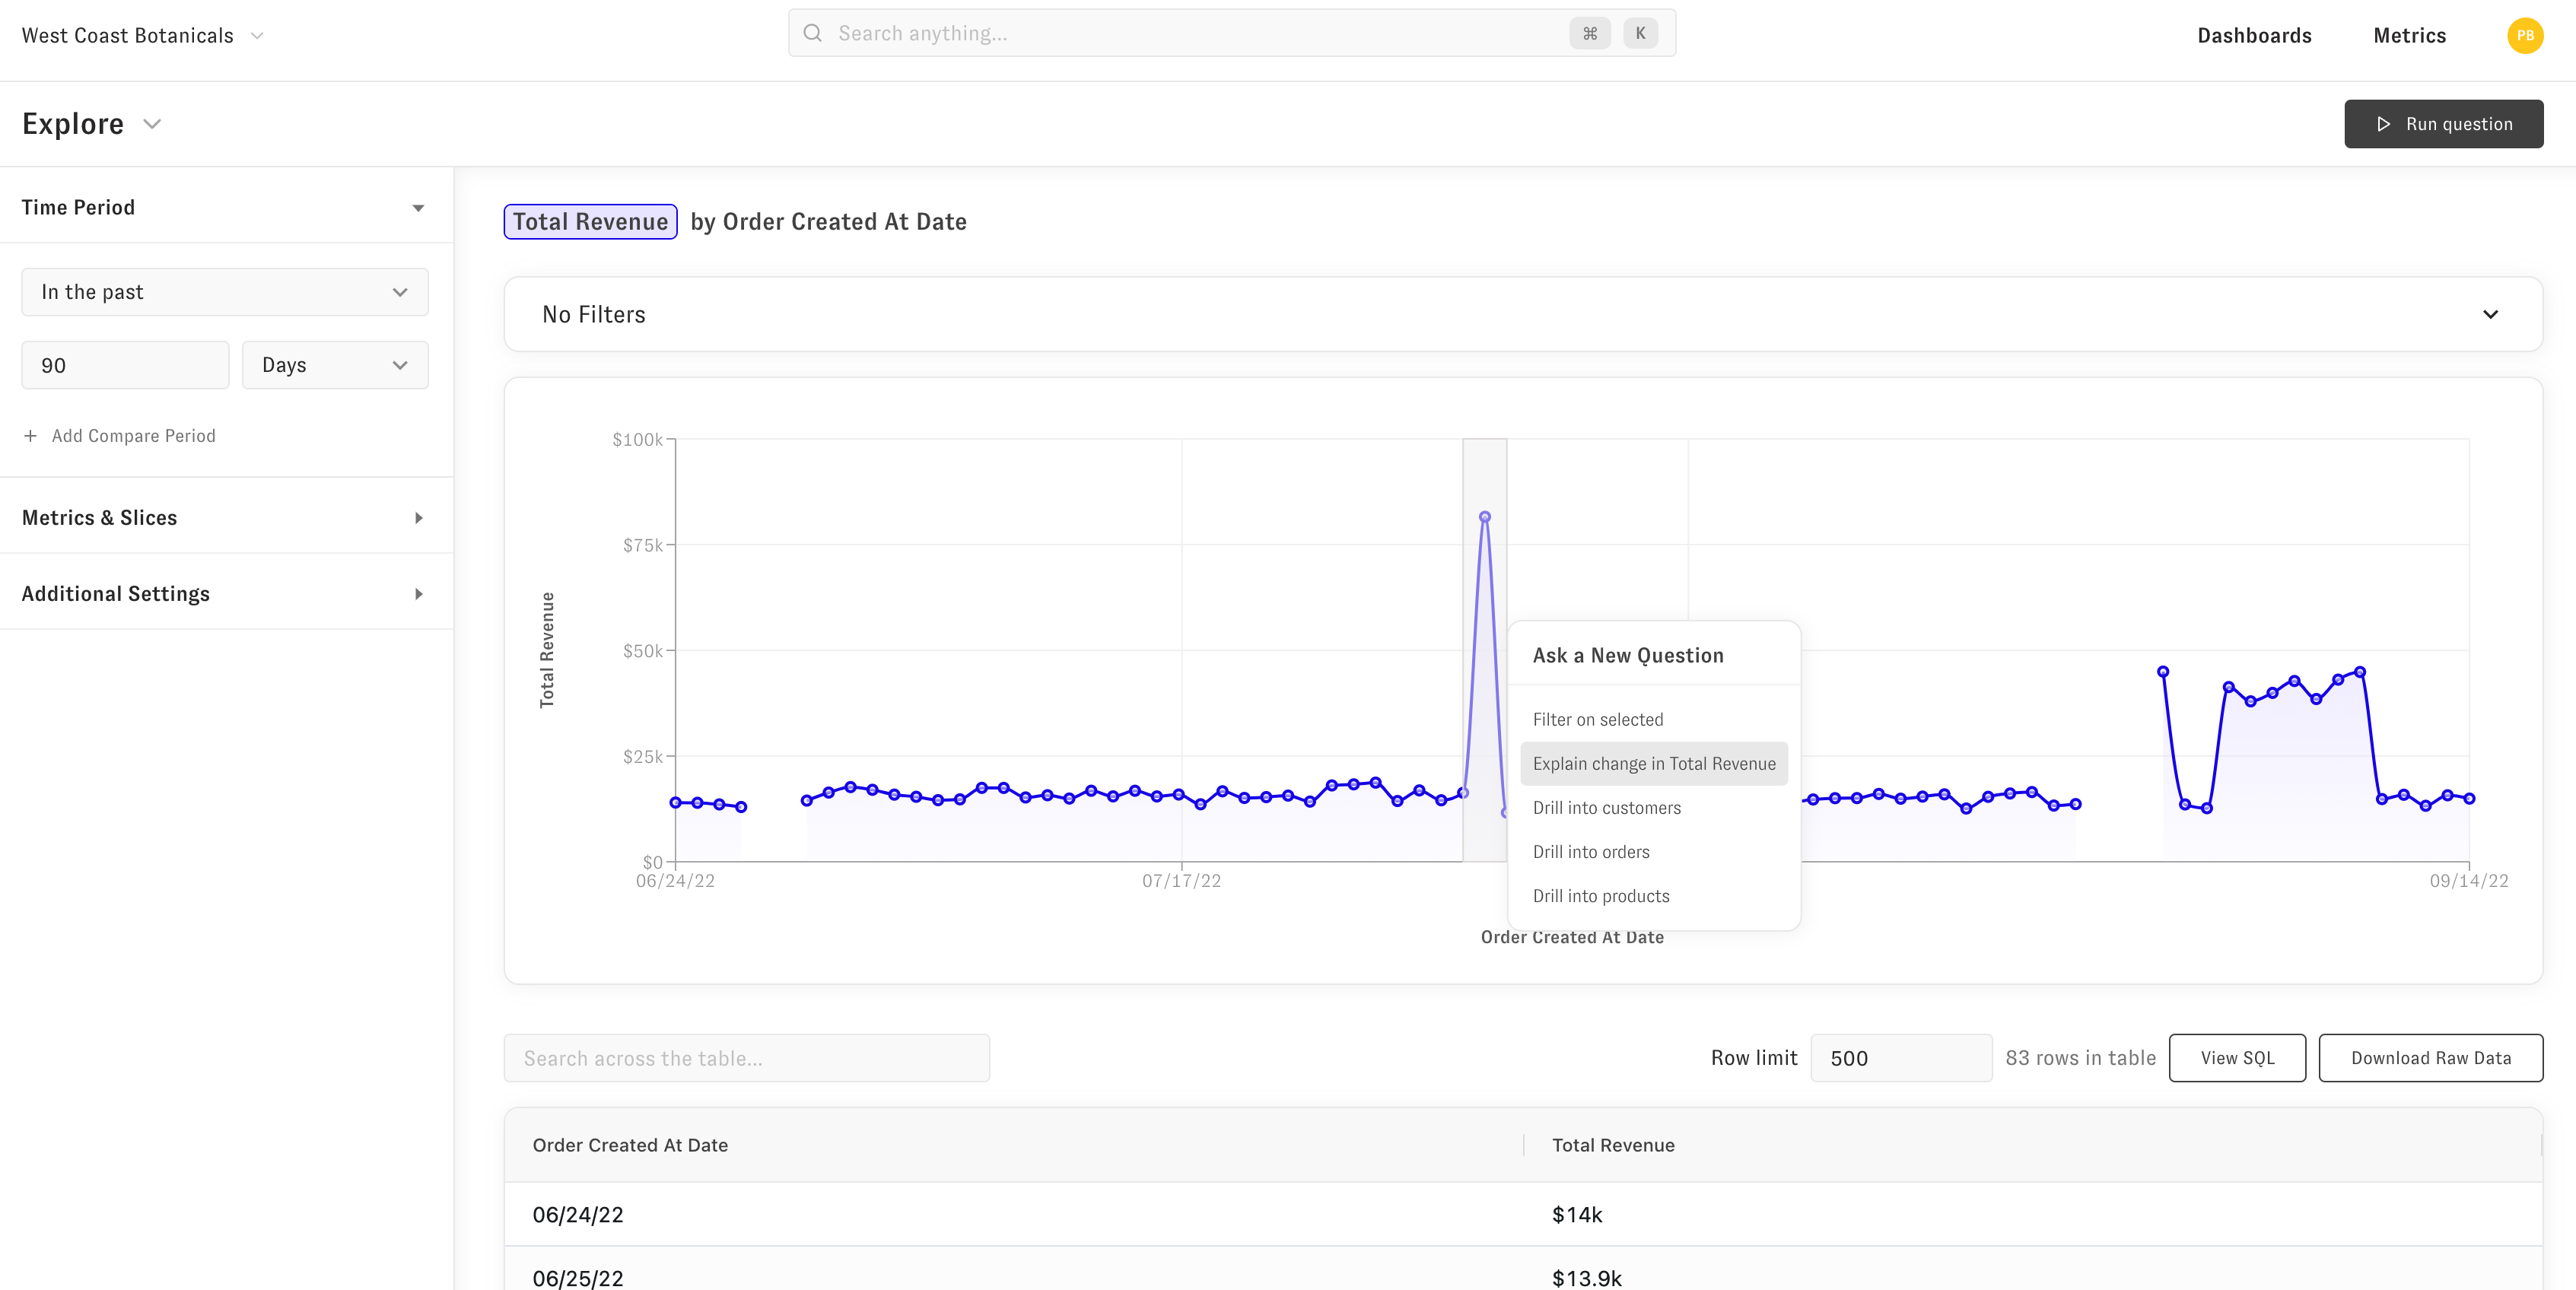 West Coast Botanicals
Search anything...
⌘ K
Dashboards
Metrics
PB
Explore
Run question
Time Period
In the past
90
Days
+ Add Compare Period
Metrics & Slices
Additional Settings
Total Revenue by Order Created At Date
No Filters
$100k
$75k
$50k
$25k
$0
Total Revenue
06/24/22
07/17/22
09/14/22
Order Created At Date
Ask a New Question
Filter on selected
Explain change in Total Revenue
Drill into customers
Drill into orders
Drill into products
Search across the table...
Row limit
500
83 rows in table
View SQL
Download Raw Data
Order Created At Date
Total Revenue
06/24/22
$14k
06/25/22
$13.9k